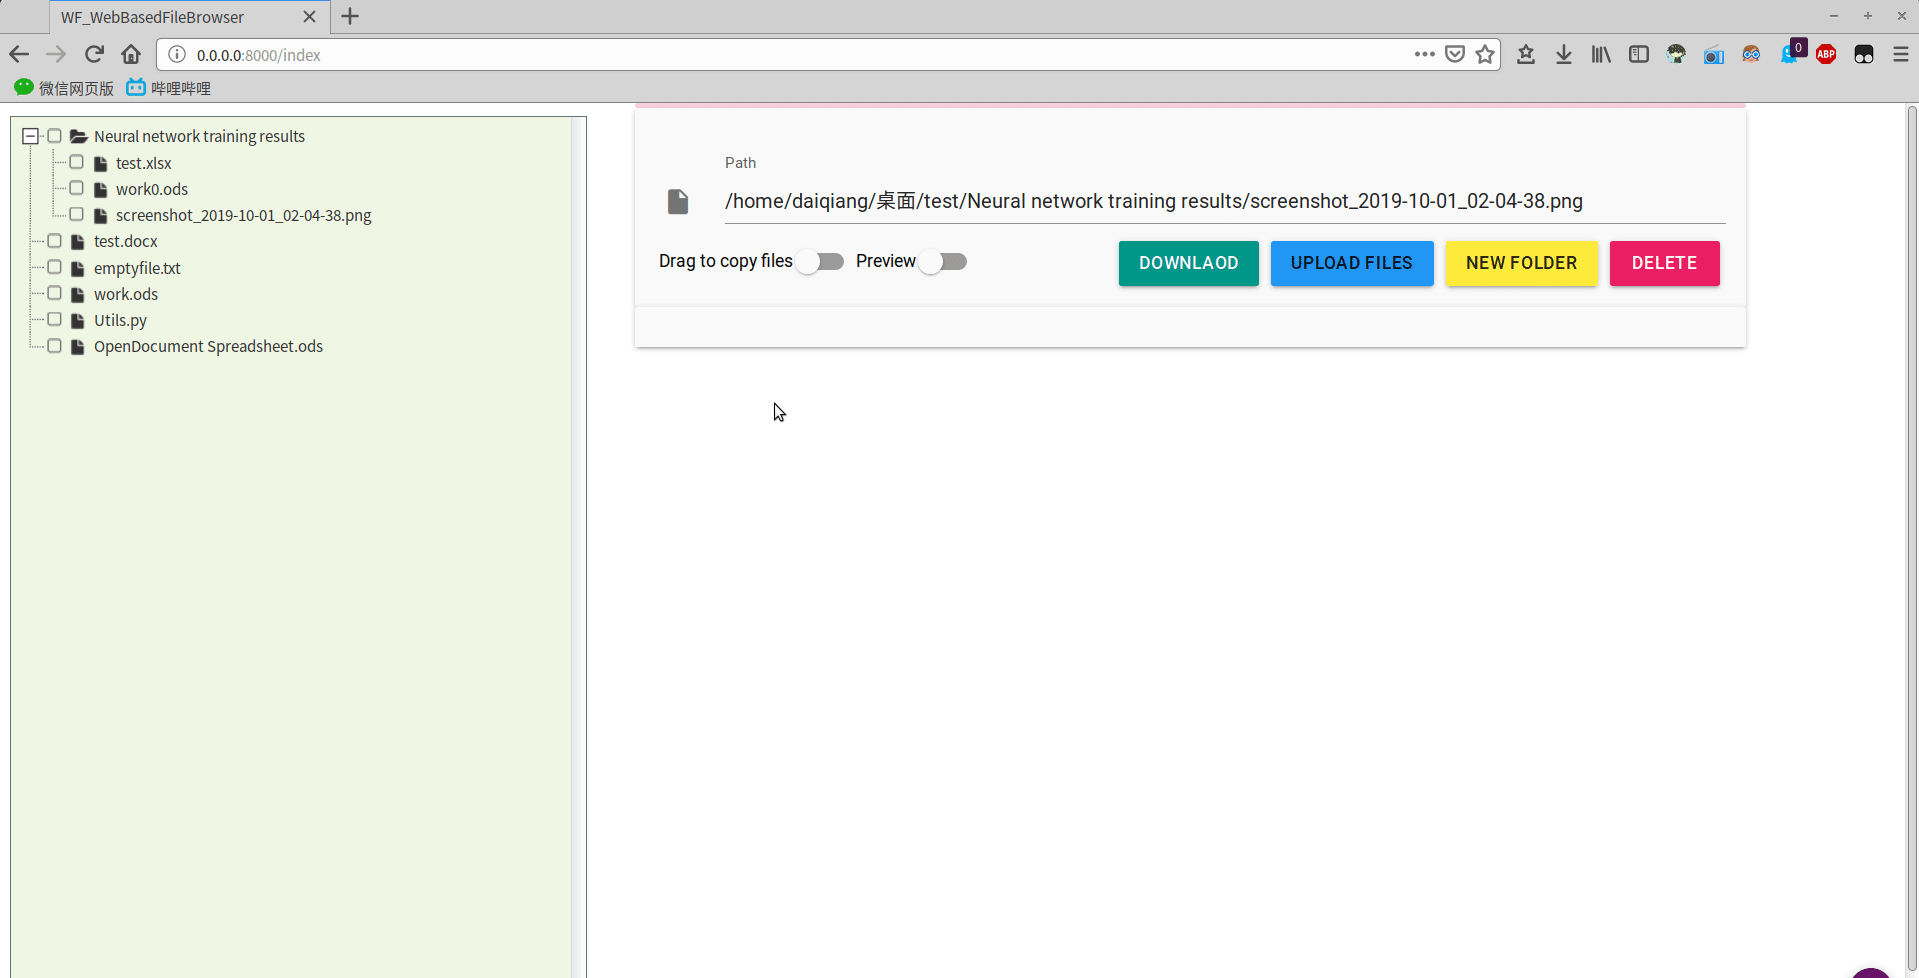 WF_WebBasedFileBrowser
0.0.0.0:8000/index
0
ABP
微信网页版 哔哩哔哩
Neural network training results
test.xlsx
work0.ods
screenshot_2019-10-01_02-04-38.png
test.docx
emptyfile.txt
work.ods
Utils.py
OpenDocument Spreadsheet.ods
Path
/home/daiqiang/桌面/test/Neural network training results/screenshot_2019-10-01_02-04-38.png
Drag to copy files Preview DOWNLAOD UPLOAD FILES NEW FOLDER DELETE